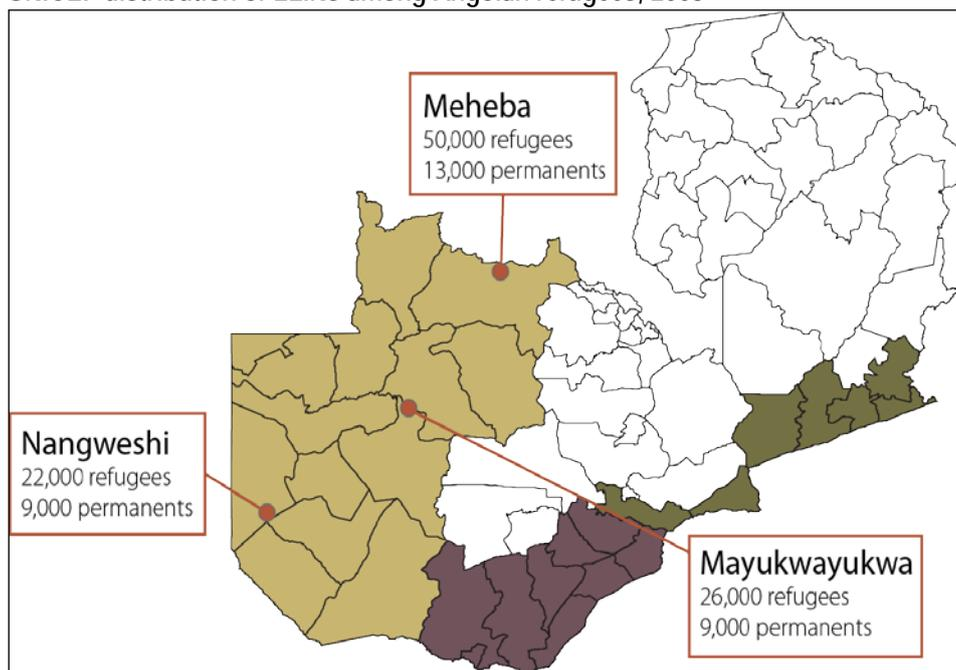 Meheba
50,000 refugees
13,000 permanents
Nangweshi
22,000 refugees
9,000 permanents
Mayukwayukwa
26,000 refugees
9,000 permanents